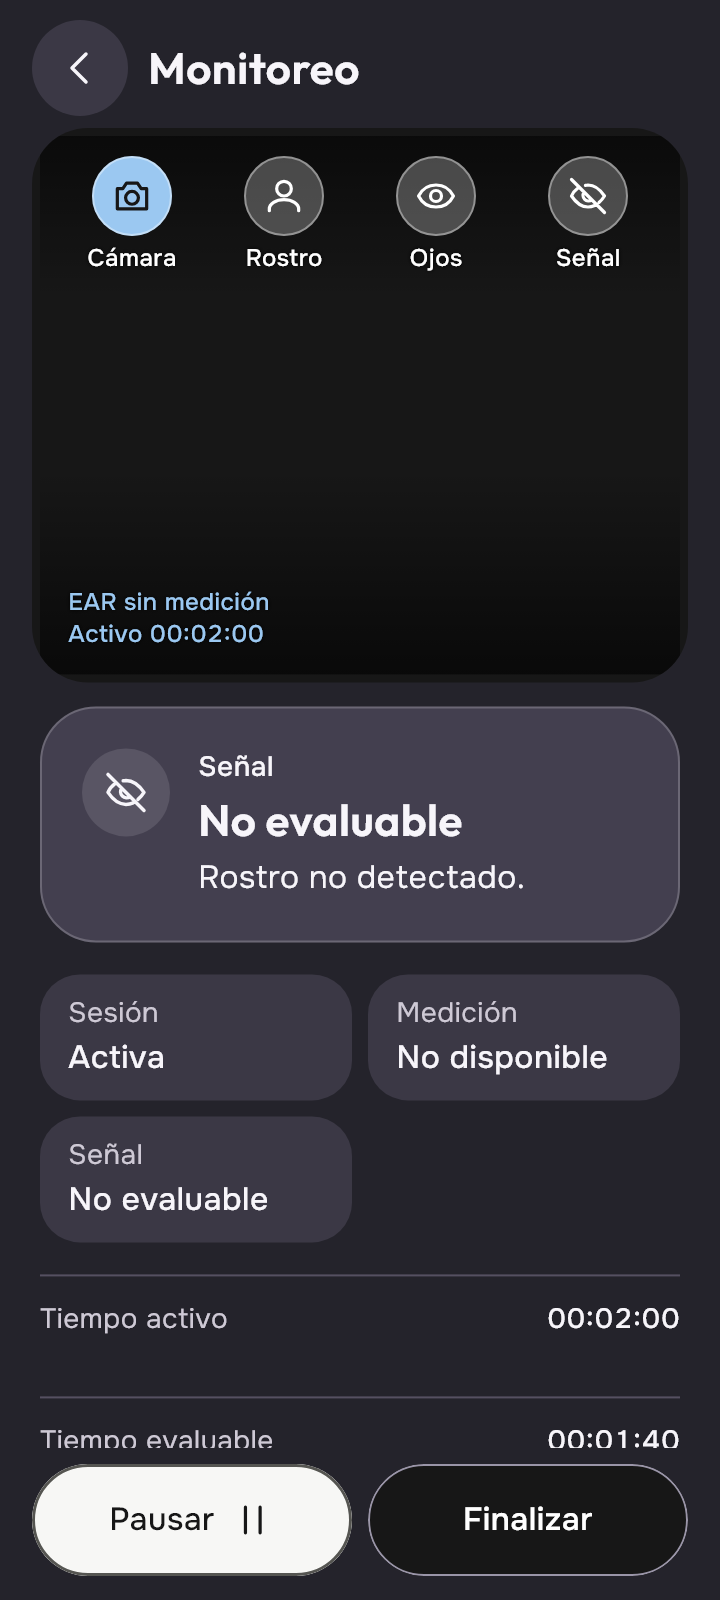 Monitoreo
Cámara
Rostro
Ojos
Señal
EAR sin medición
Activo 00:02:00
Señal
No evaluable
Rostro no detectado.
Sesión
Activa
Medición
No disponible
Señal
No evaluable
Tiempo activo
00:02:00
Tiempo evaluable
00:01:40
Pausar
Finalizar